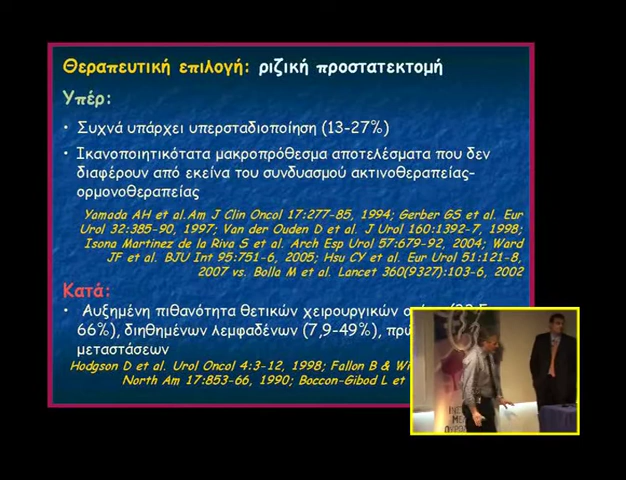 Θεραπευτική επιλογή: ριζική προστατεκτομή
Υπέρ:
• Συχνά υπάρχει υπερσταδιοποίηση (13-27%)
• Ικανοποιητικότατα μακροπρόθεσμα αποτελέσματα που δεν
διαφέρουν από εκείνα του συνδυασμού ακτινοθεραπείας-
ορμονοθεραπείας
Yamada AH et al.Am J Clin Oncol 17:277-85, 1994; Gerber GS et al. Eur
Urol 32:385-90, 1997; Van der Ouden D et al. J Urol 160:1392-7, 1998;
Isona Martinez de la Riva S et al. Arch Esp Urol 57:679-92, 2004; Ward
JF et al. BJU Int 95:751-6, 2005; Hsu CY et al. Eur Urol 51:121-8,
2007 vs. Bolla M et al. Lancet 360(9327):103-6, 2002
Κατά:
• Αυξημένη πιθανότητα θετικών χειρουργικών
66%), διηθημένων λεμφαδένων (7,9-49%),
μεταστάσεων
Hodgson D et al. Urol Oncol 4:3-12, 1998; Fallon B &
North Am 17:853-66, 1990; Boccon-Gibod L et